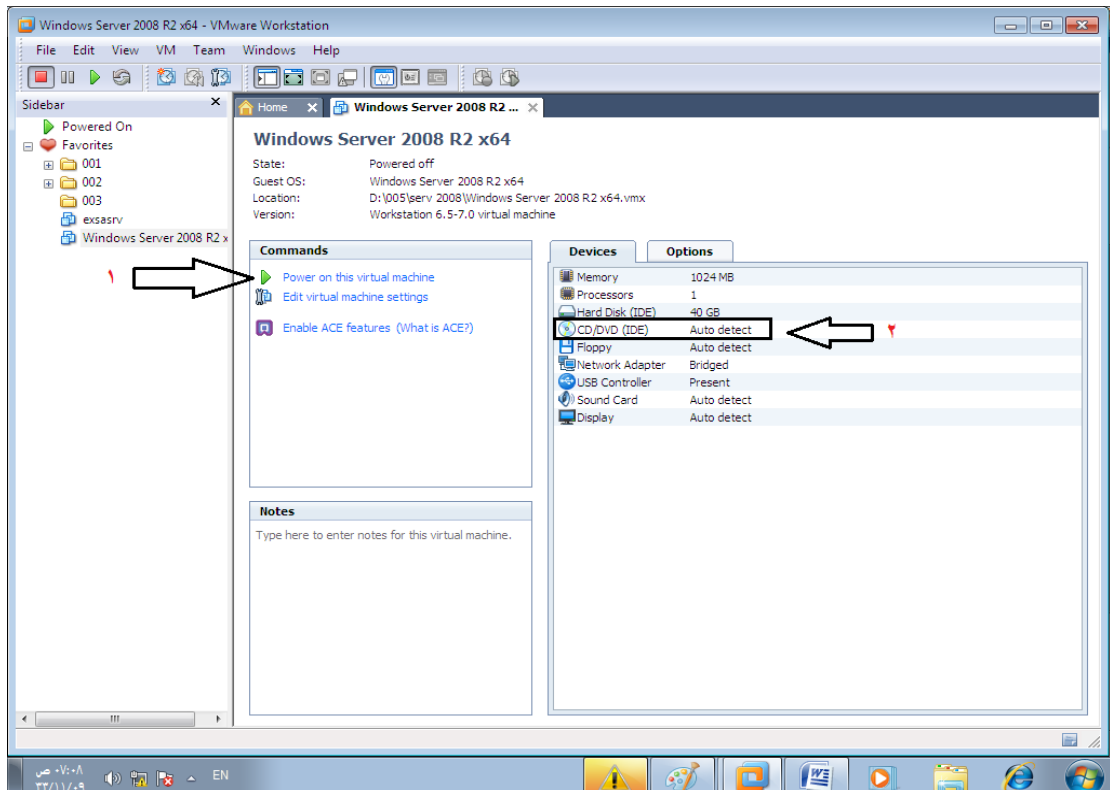 Windows Server 2008 R2 x64 - VMware Workstation
File Edit View VM Team Windows Help
Sidebar x
Home x Windows Server 2008 R2 ... x
Powered On
Favorites
001
002
003
exsasrv
Windows Server 2008 R2 x
Windows Server 2008 R2 x64
State: Powered off
Guest OS: Windows Server 2008 R2 x64
Location: D:\005\serv 2008\Windows Server 2008 R2 x64.vmx
Version: Workstation 6.5-7.0 virtual machine
Commands
١
Power on this virtual machine
Edit virtual machine settings
Enable ACE features (What is ACE?)
Notes
Type here to enter notes for this virtual machine.
Devices Options
Memory 1024 MB
Processors 1
Hard Disk (IDE) 40 GB
CD/DVD (IDE) Auto detect
٢
Floppy Auto detect
Network Adapter Bridged
USB Controller Present
Sound Card Auto detect
Display Auto detect
٠٧:٠٨ ص
٣٣/١١/٠٩
EN